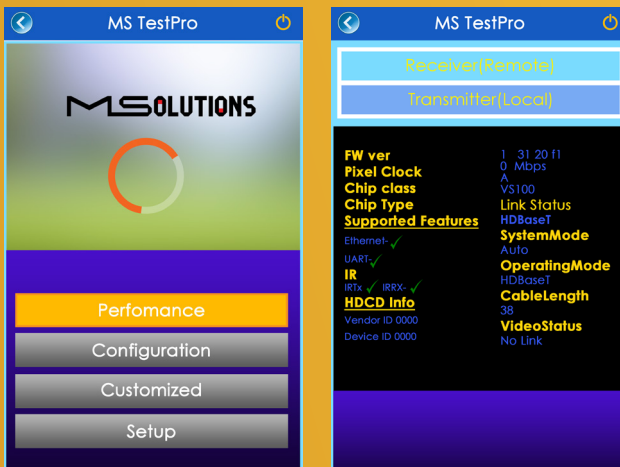 MS TestPro
MSOLUTIONS
Perfomance
Configuration
Customized
Setup
MS TestPro
Receiver(Remote)
Transmitter(Local)
FW ver
1 31 20 f1
Pixel Clock
0 Mbps
Chip class
A
Chip Type
VS100
Supported Features
Ethernet-✓
UART-✓
IR
IRTx ✓ IRRX- ✓
HDCD Info
Vendor ID 0000
Device ID 0000
Link Status
HDBaseT
SystemMode
Auto
OperatingMode
HDBaseT
CableLength
38
VideoStatus
No Link